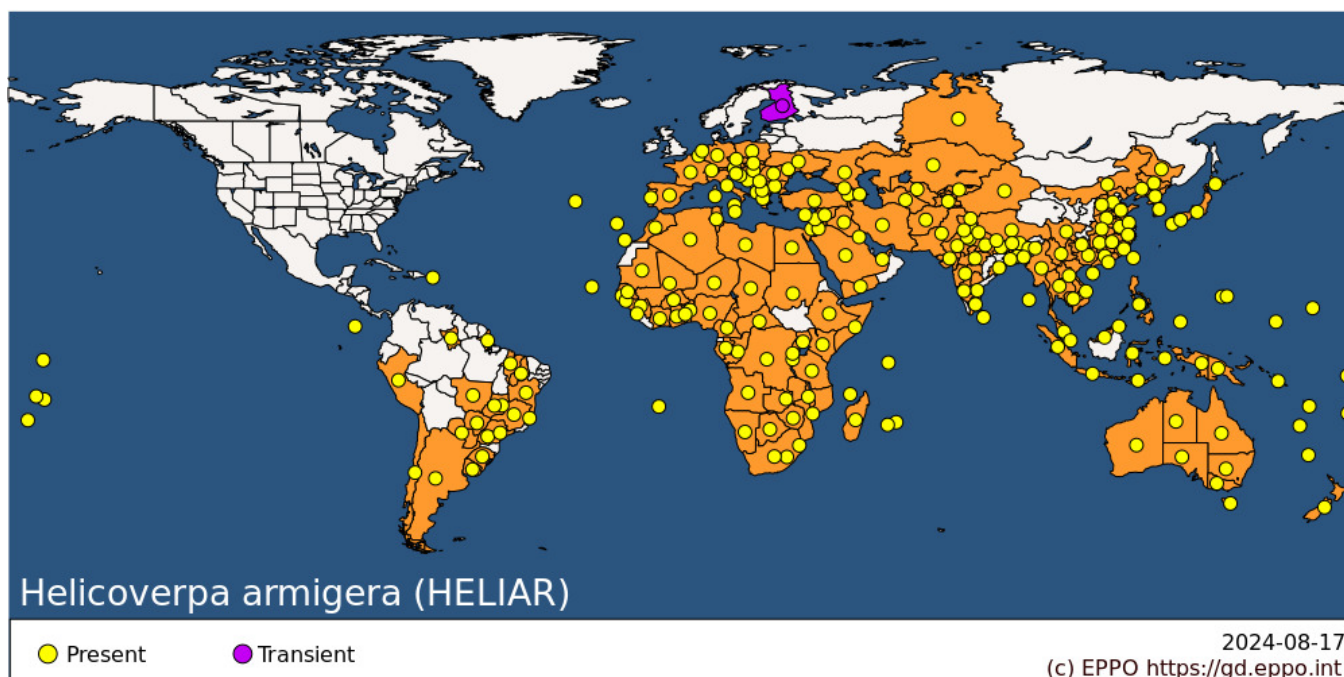 Helicoverpa armigera (HELIAR)
Present
Transient
2024-08-17
(c) EPPO https://gd.eppo.int